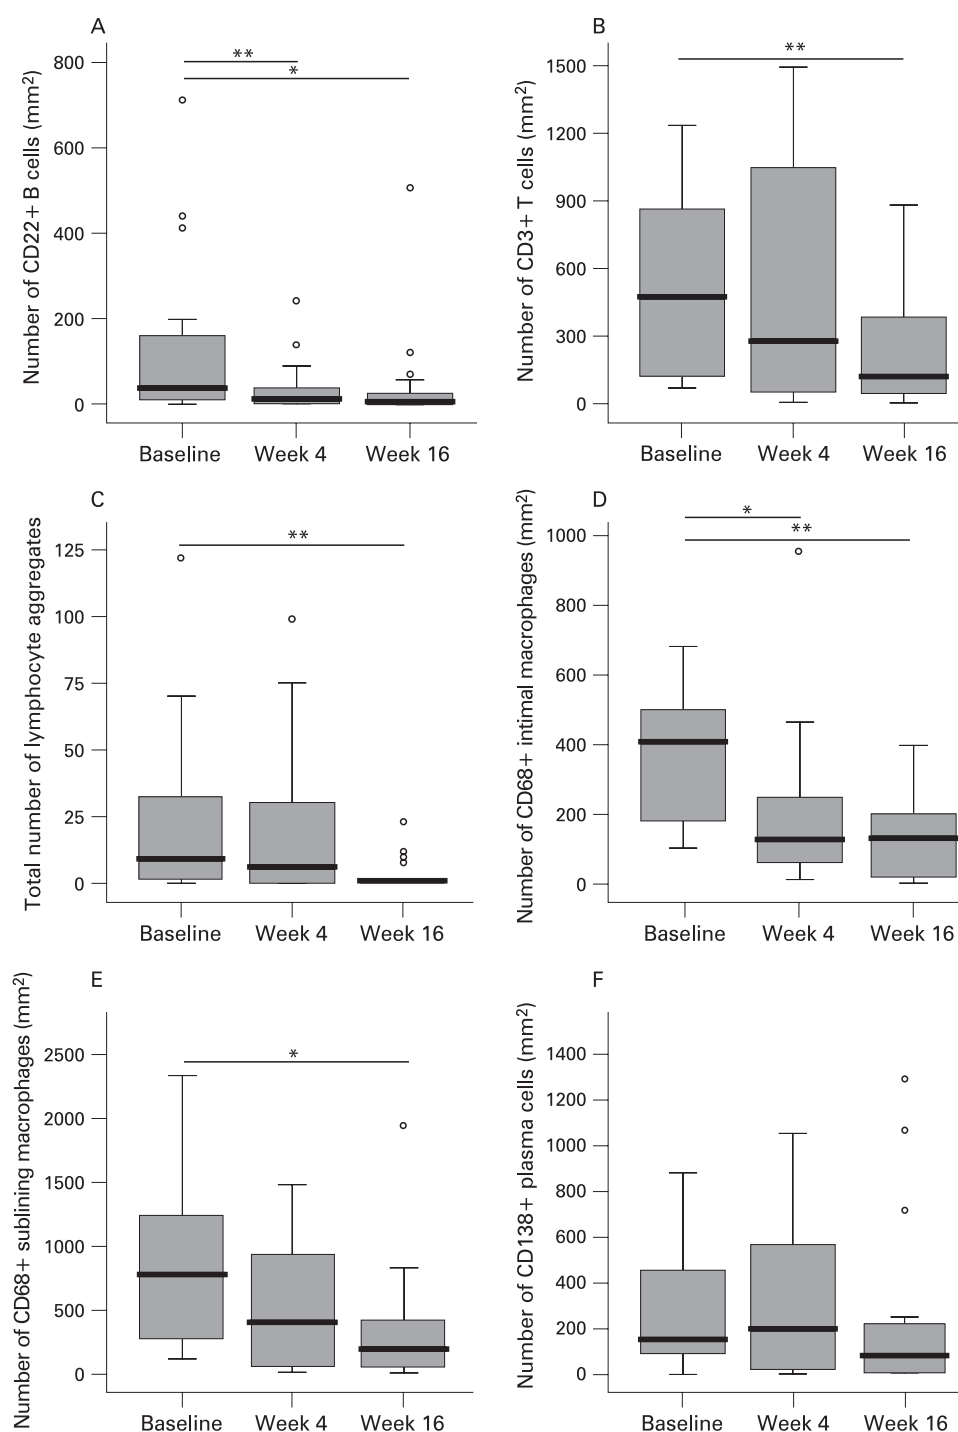 A
Number of CD22+ B cells (mm²)
800
600
400
200
0
**
*
Baseline Week 4 Week 16
B
Number of CD3+ T cells (mm²)
1500
1200
900
600
300
0
**
Baseline Week 4 Week 16
C
Total number of lymphocyte aggregates
125
100
75
50
25
0
**
Baseline Week 4 Week 16
D
Number of CD68+ intimal macrophages (mm²)
1000
800
600
400
200
0
*
**
Baseline Week 4 Week 16
E
Number of CD68+ sublining macrophages (mm²)
2500
2000
1500
1000
500
0
*
Baseline Week 4 Week 16
F
Number of CD138+ plasma cells (mm²)
1400
1200
1000
800
600
400
200
0
Baseline Week 4 Week 16